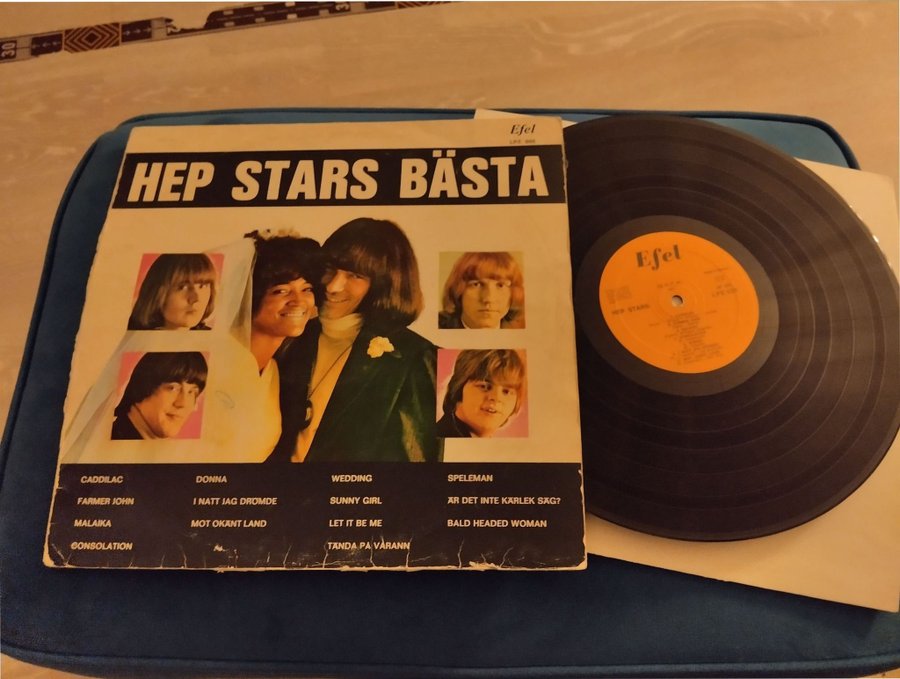 Efel
HEP STARS BÄSTA
CADDILAC
FARMER JOHN
MALAIKA
CONSOLATION
DONNA
I NATT JAG DRÖMDE
MOT OKÄNT LAND
WEDDING
SUNNY GIRL
LET IT BE ME
TÄNDA PÅ VARANN
SPELEMAN
ÄR DET INTE KÄRLEK SÄG?
BALD HEADED WOMAN
Efel
HEP STARS
30